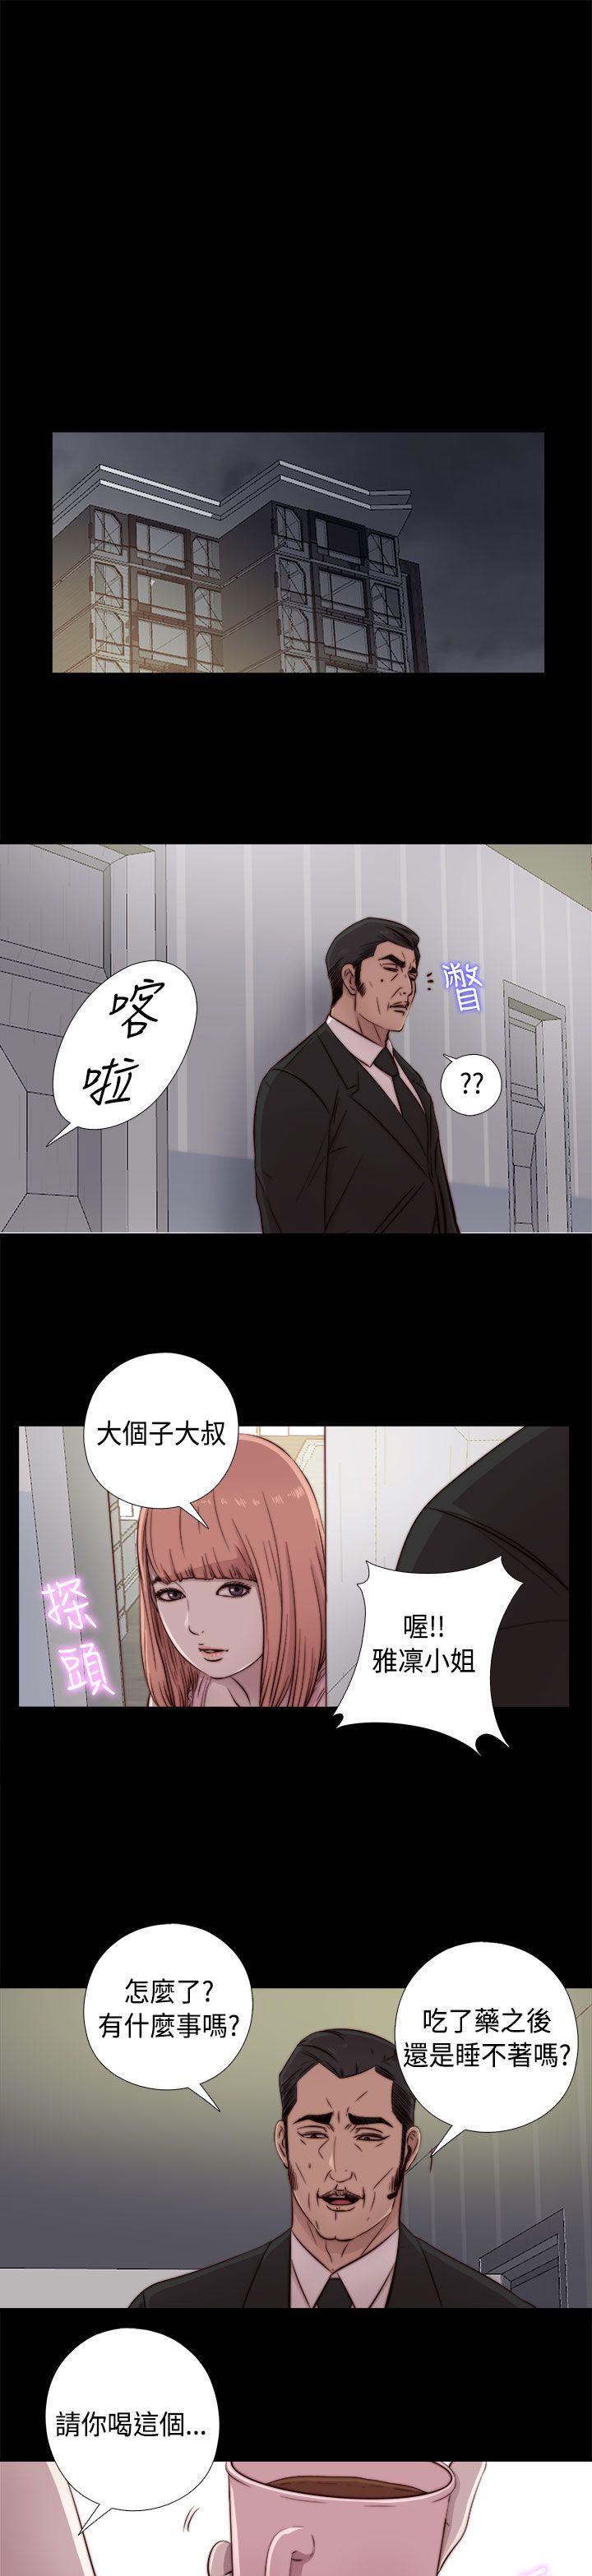 喀
啦
瞥
??
大個子大叔
探
頭
喔!!
雅凜小姐
怎麼了?
有什麼事嗎?
吃了藥之後
還是睡不著嗎?
請你喝這個...